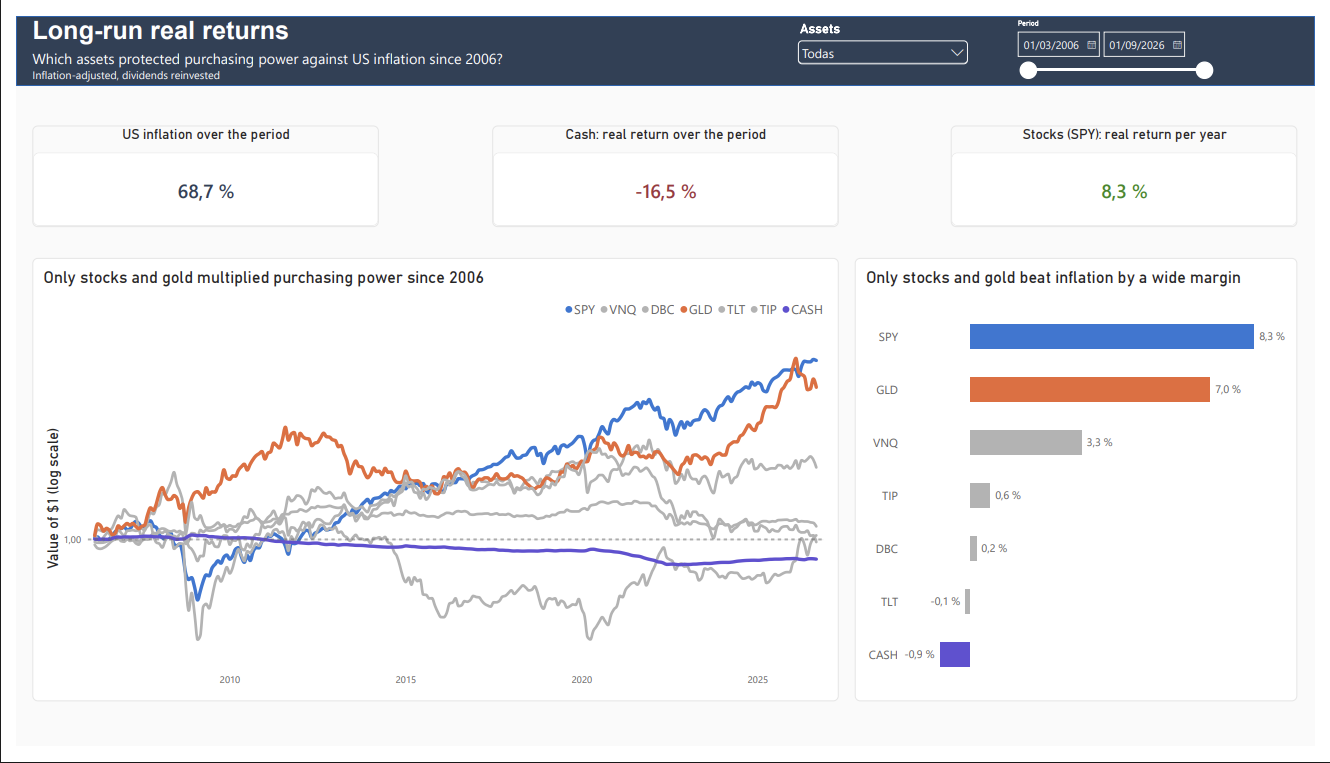 Long-run real returns
Which assets protected purchasing power against US inflation since 2006?
Inflation-adjusted, dividends reinvested
Assets
Todas
Period
01/03/2006
01/09/2026
US inflation over the period
68,7 %
Cash: real return over the period
-16,5 %
Stocks (SPY): real return per year
8,3 %
Only stocks and gold multiplied purchasing power since 2006
SPY VNQ DBC GLD TLT TIP CASH
Value of $1 (log scale)
1,00
2010 2015 2020 2025
Only stocks and gold beat inflation by a wide margin
SPY 8,3 %
GLD 7,0 %
VNQ 3,3 %
TIP 0,6 %
DBC 0,2 %
TLT -0,1 %
CASH -0,9 %